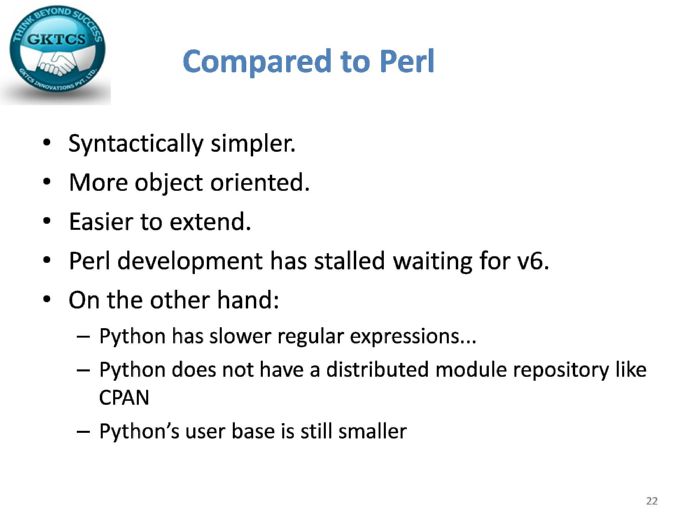 THINK BEYOND SUCCESS
GKTCS
GKTCS INNOVATIONS PVT. LTD.
Compared to Perl
• Syntactically simpler.
• More object oriented.
• Easier to extend.
• Perl development has stalled waiting for v6.
• On the other hand:
– Python has slower regular expressions...
– Python does not have a distributed module repository like
CPAN
– Python’s user base is still smaller
22